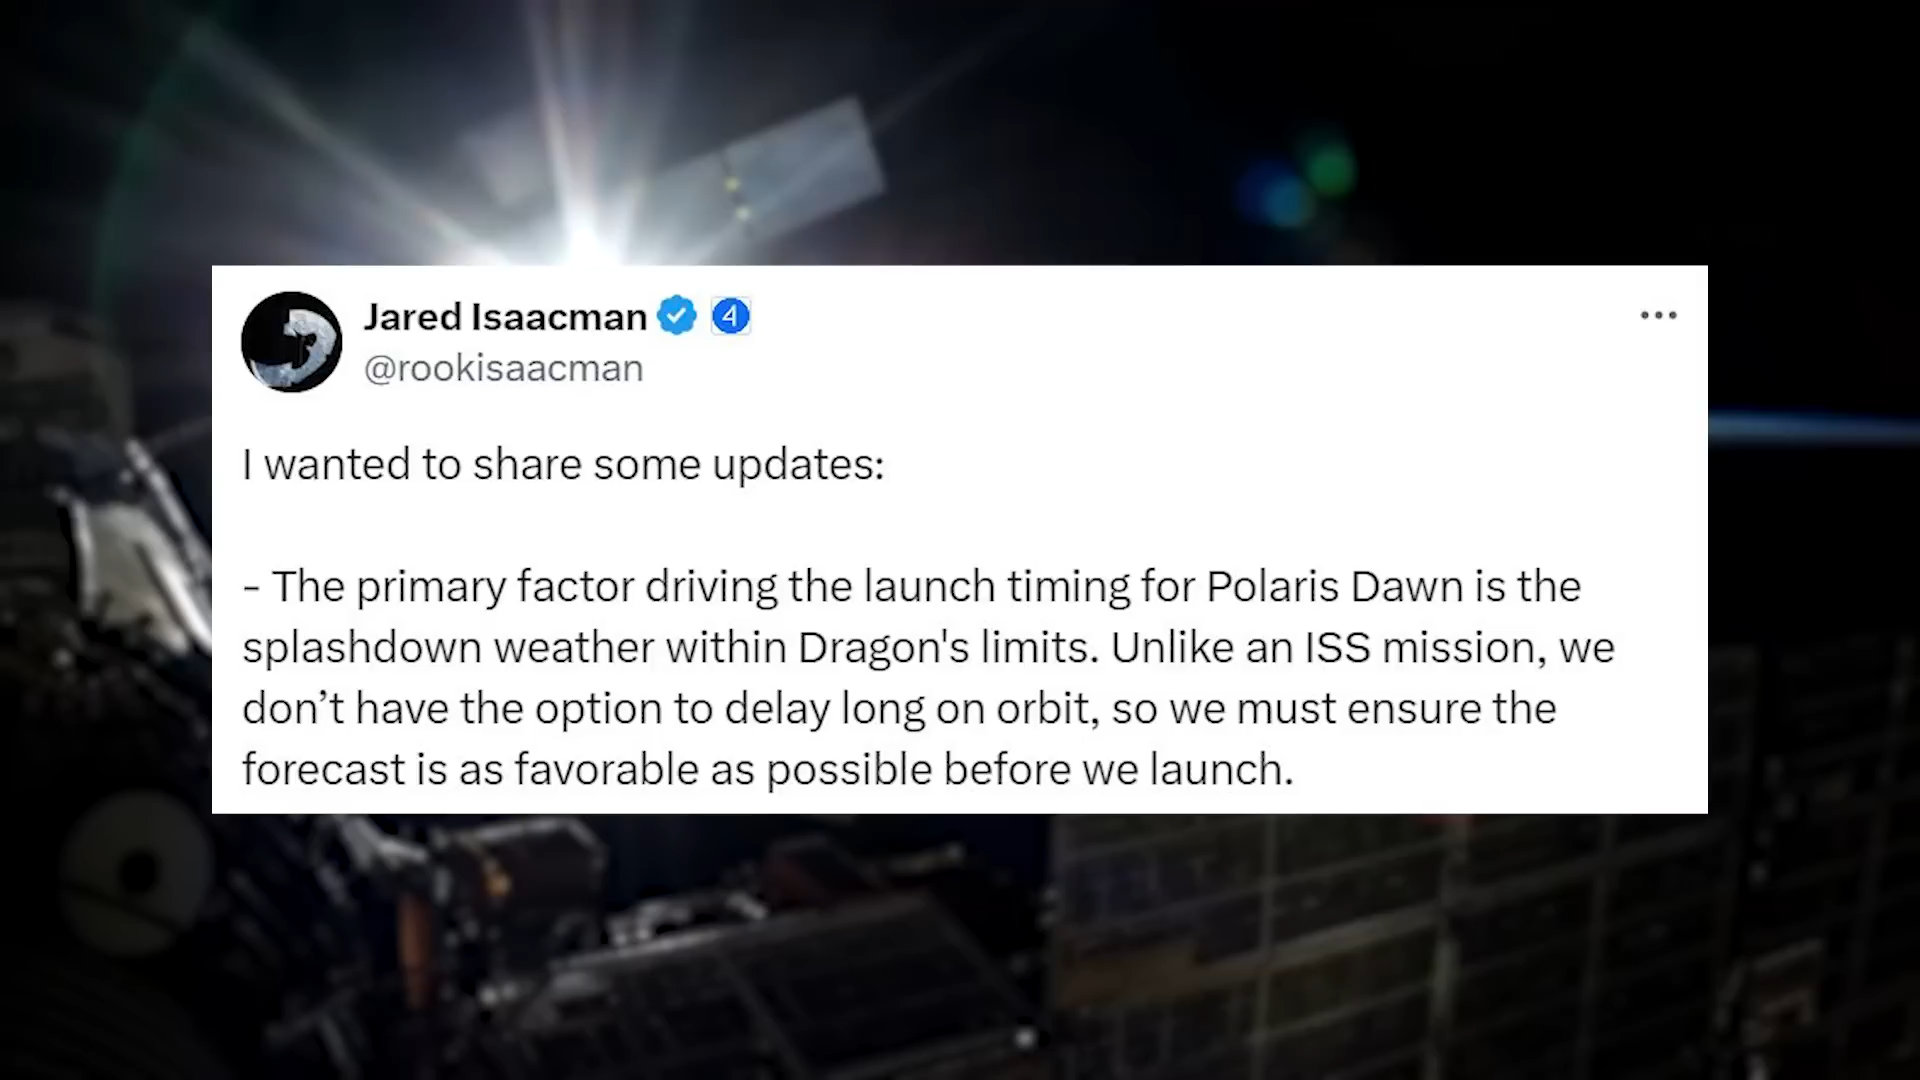 Jared Isaacman 4
@rookisaacman
I wanted to share some updates:
- The primary factor driving the launch timing for Polaris Dawn is the
splashdown weather within Dragon's limits. Unlike an ISS mission, we
don’t have the option to delay long on orbit, so we must ensure the
forecast is as favorable as possible before we launch.